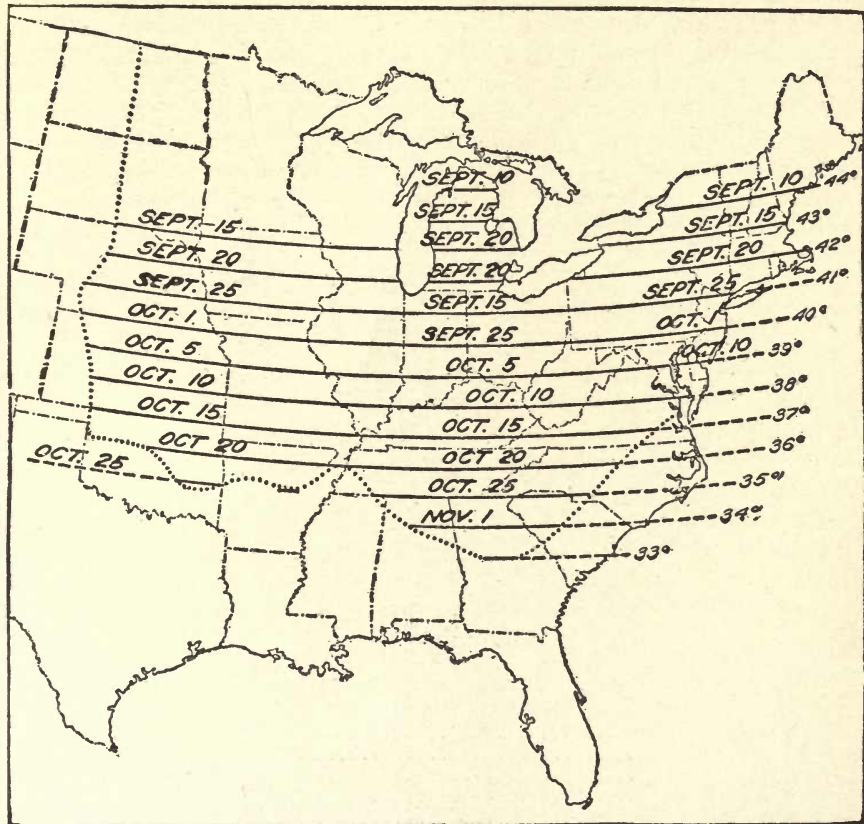 SEPT. 10
SEPT. 10
44°
SEPT. 15
SEPT. 15
SEPT. 15
43°
SEPT. 20
SEPT. 20
SEPT. 20
42°
SEPT. 20
SEPT. 25
SEPT. 15
SEPT. 25
41°
OCT. 1
SEPT. 25
OCT. 1
40°
OCT. 5
OCT. 5
OCT. 10
39°
OCT. 10
OCT. 10
38°
OCT. 15
OCT. 15
37°
OCT 20
OCT 20
36°
OCT. 25
OCT. 25
35°
NOV. 1
34°
33°